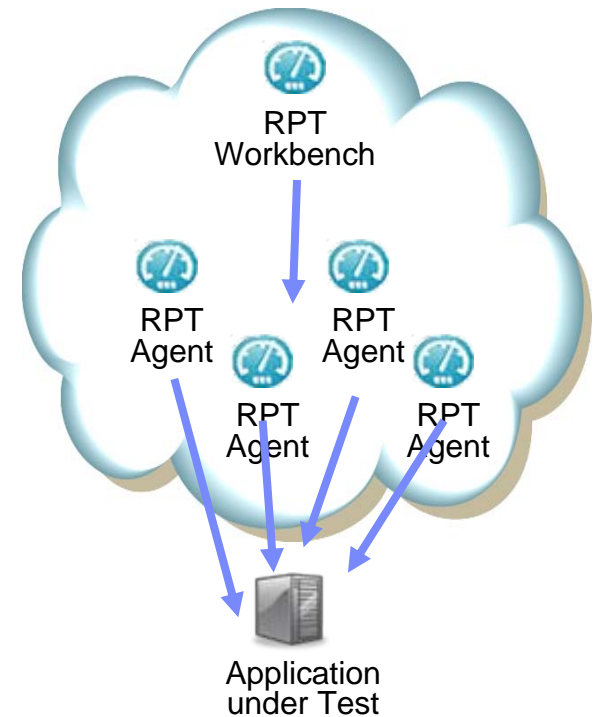 RPT
Workbench
RPT
Agent
RPT
Agent
RPT
Agent
RPT
Agent
Application
under Test